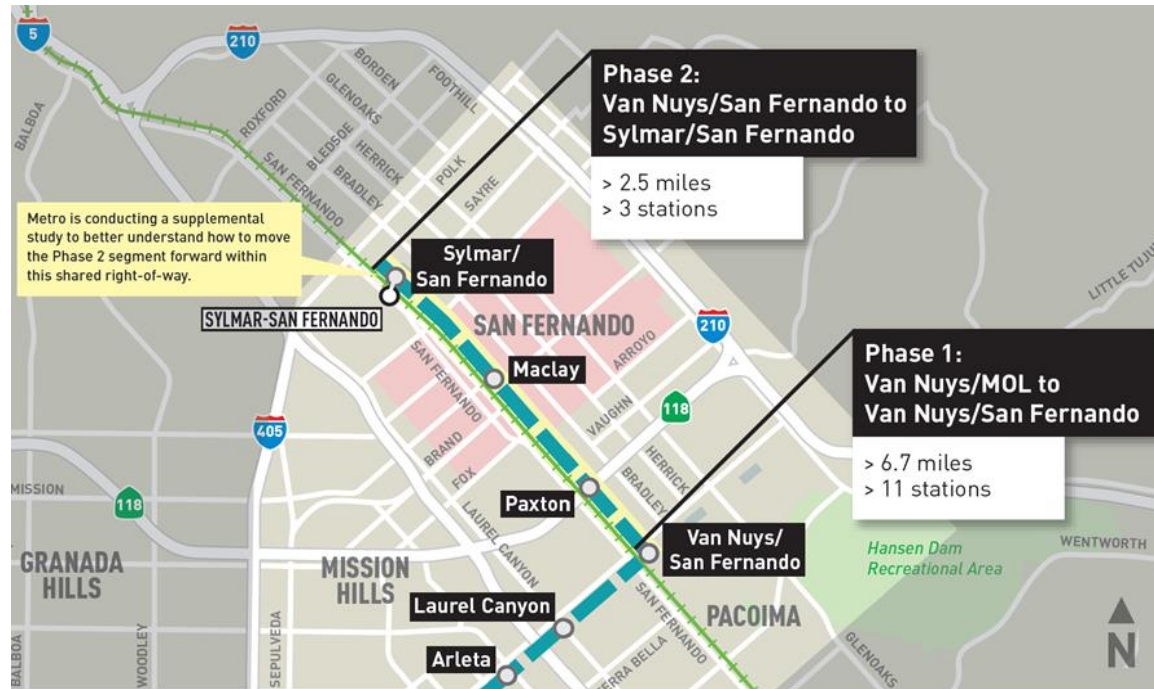 5
210
BALBOA
ROXFORD
BORDEN
GLENOAKS
BLEDSOE
HERRICK
BRADLEY
FOOTHILL
POLK
SAYRE
SAN FERNANDO
Phase 2:
Van Nuys/San Fernando to
Sylmar/San Fernando
> 2.5 miles
> 3 stations
Metro is conducting a supplemental
study to better understand how to move
the Phase 2 segment forward within
this shared right-of-way.
Sylmar/
San Fernando
SYLMAR-SAN FERNANDO
SAN FERNANDO
LITTLE TUJU
210
Phase 1:
Van Nuys/MOL to
Van Nuys/San Fernando
> 6.7 miles
> 11 stations
Maclay
ARROYO
SAN FERNANDO
118
VAUGHN
405
BRAND
FOX
HERRICK
BRADLEY
MISSION
118
Paxton
LAUREL CANYON
Van Nuys/
San Fernando
Hansen Dam
Recreational Area
WENTWORTH
GRANADA
HILLS
MISSION
HILLS
Laurel Canyon
PACOIMA
SAN FERNANDO
GLENOAKS
Arleta
ERRA BELLA
BALBOA
WOODLEY
SEPULVEDA
N